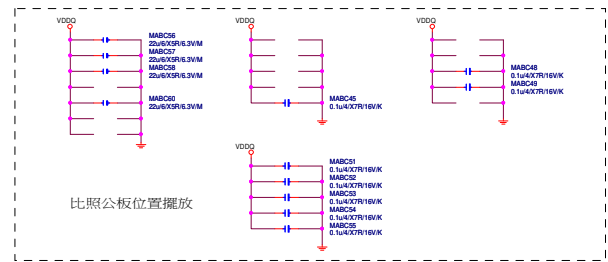 VDDQ
MABC56
22u/6/X5R/6.3V/M
MABC57
22u/6/X5R/6.3V/M
MABC58
22u/6/X5R/6.3V/M
MABC60
22u/6/X5R/6.3V/M
VDDQ
MABC45
0.1u/4/X7R/16V/K
VDDQ
MABC48
0.1u/4/X7R/16V/K
MABC49
0.1u/4/X7R/16V/K
VDDQ
MABC51
0.1u/4/X7R/16V/K
MABC52
0.1u/4/X7R/16V/K
MABC53
0.1u/4/X7R/16V/K
MABC54
0.1u/4/X7R/16V/K
MABC55
0.1u/4/X7R/16V/K
比照公板位置擺放